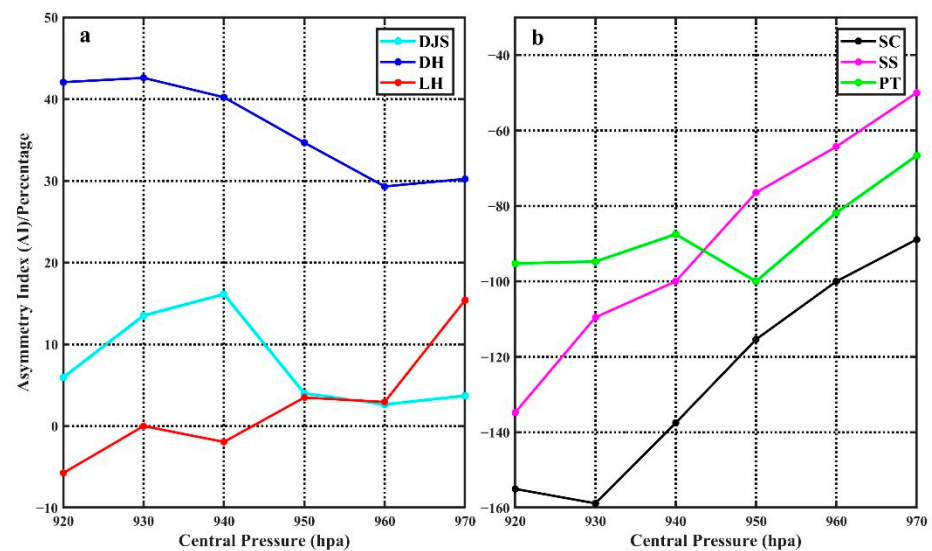 a
DJS
DH
LH
50
40
30
20
10
0
−10
920
930
940
950
960
970
Central Pressure (hpa)
Asymmetry Index (AI)/Percentage
b
SC
SS
PT
−40
−60
−80
−100
−120
−140
−160
920
930
940
950
960
970
Central Pressure (hpa)